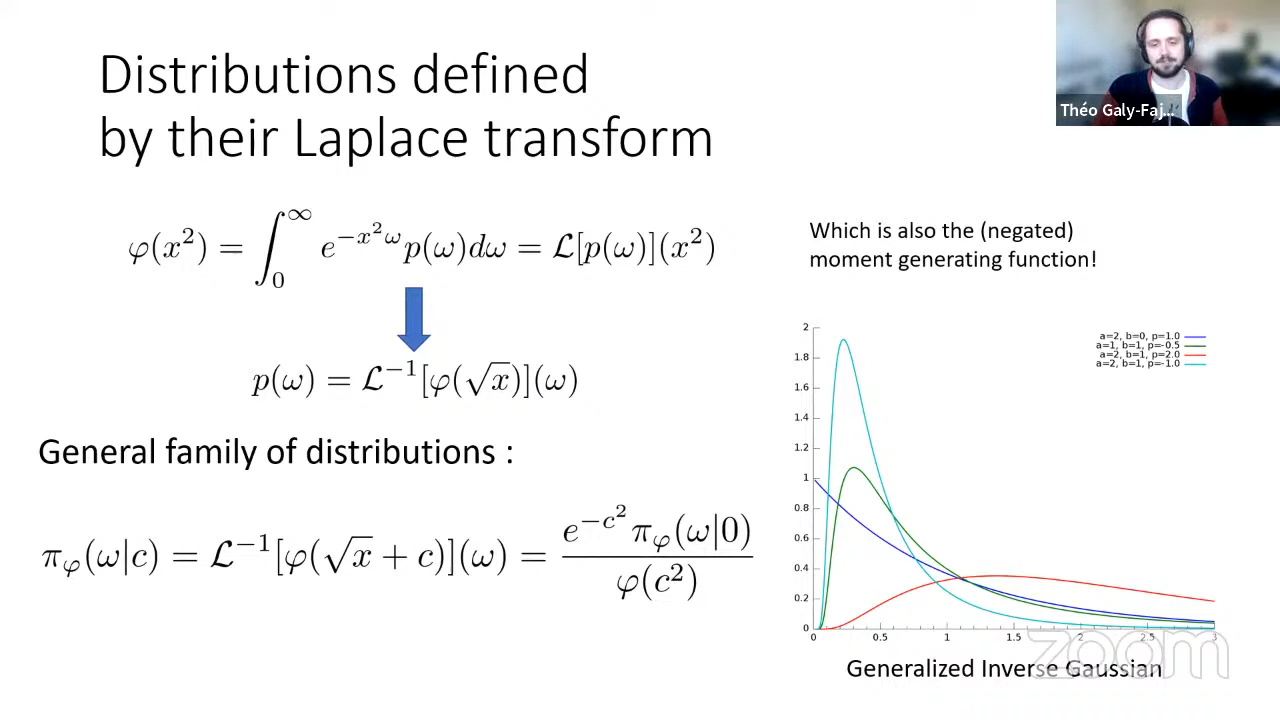 Distributions defined
by their Laplace transform
Théo Galy-Faj...
φ(x²) = ∫₀^∞ e^{-x²ω} p(ω)dω = ℒ[p(ω)](x²)
Which is also the (negated)
moment generating function!
p(ω) = ℒ⁻¹[φ(√x)](ω)
General family of distributions :
π_φ(ω|c) = ℒ⁻¹[φ(√x + c)](ω) = e^{-c²} π_φ(ω|0) / φ(c²)
a=2, b=0, p=1.0
a=1, b=1, p=-0.5
a=2, b=1, p=2.0
a=2, b=1, p=-1.0
2
1.8
1.6
1.4
1.2
1
0.8
0.6
0.4
0.2
0
0 0.5 1 1.5 2 2.5 3
zoom
Generalized Inverse Gaussian